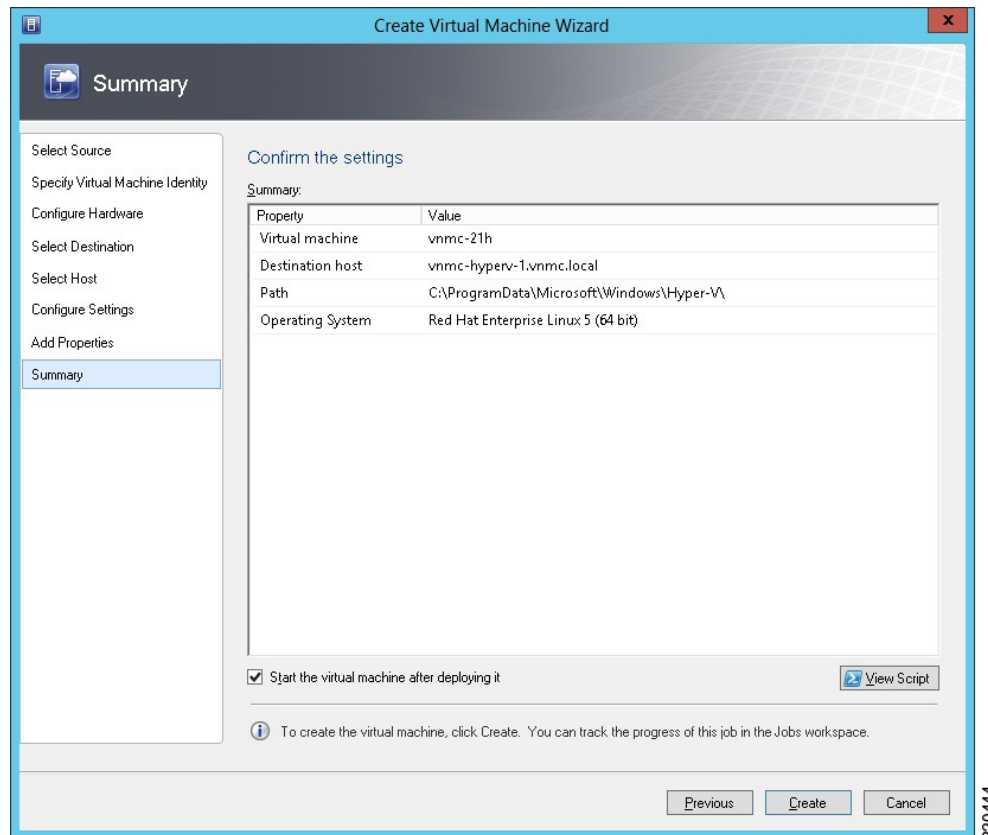 Create Virtual Machine Wizard
x
Summary
Select Source
Specify Virtual Machine Identity
Configure Hardware
Select Destination
Select Host
Configure Settings
Add Properties
Summary
Confirm the settings
Summary:
Property Value
Virtual machine vnmc-21h
Destination host vnmc-hyperv-1.vnmc.local
Path C:\ProgramData\Microsoft\Windows\Hyper-V\
Operating System Red Hat Enterprise Linux 5 (64 bit)
Start the virtual machine after deploying it
View Script
To create the virtual machine, click Create. You can track the progress of this job in the Jobs workspace.
Previous Create Cancel